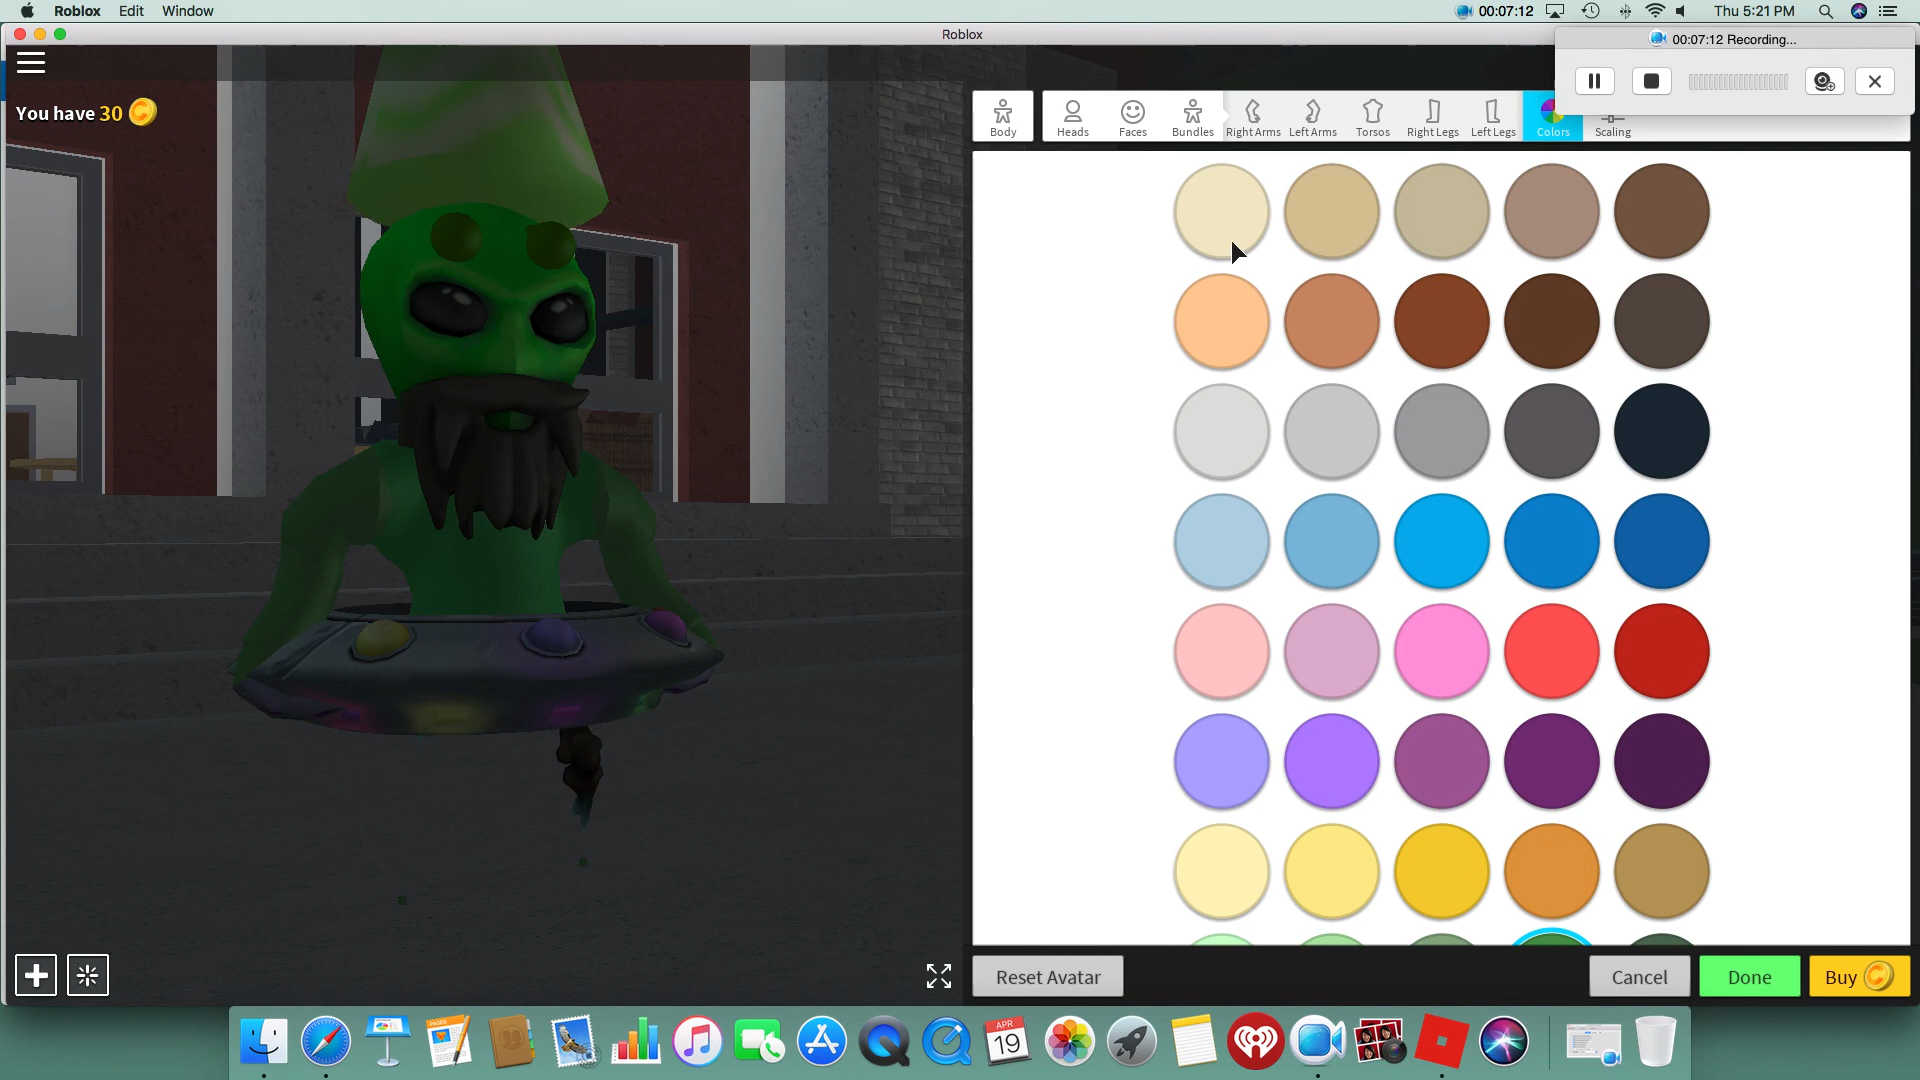 Roblox Edit Window
00:07:12 Thu 5:21 PM
Roblox
00:07:12 Recording...
You have 30
Body Heads Faces Bundles Right Arms Left Arms Torsos Right Legs Left Legs Colors Scaling
Reset Avatar Cancel Done Buy
PAGES
APR
19